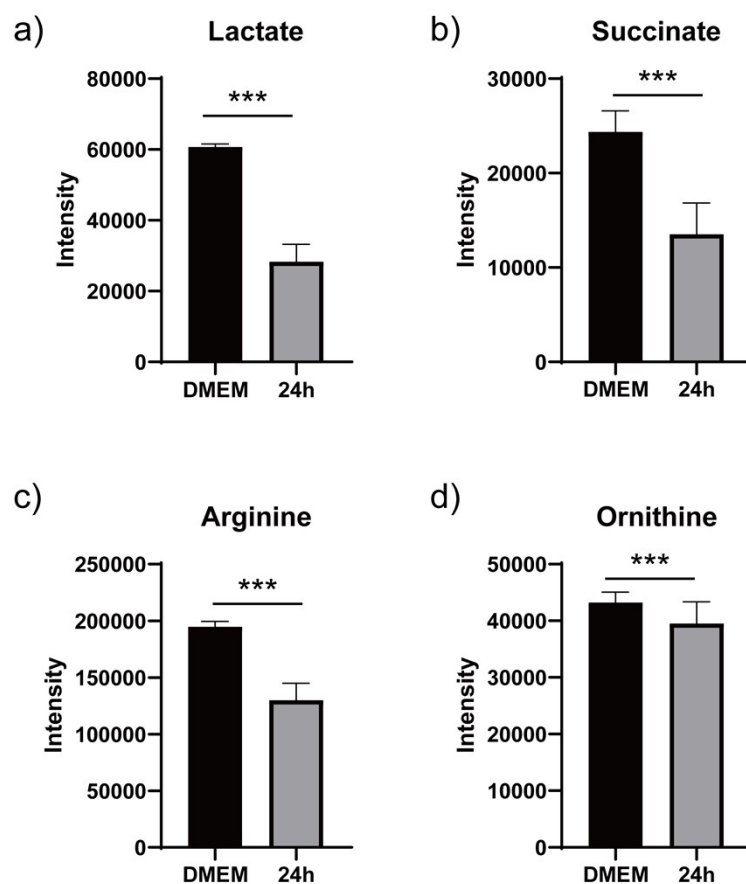 a)
Lactate
80000
60000
40000
20000
0
Intensity
***
DMEM 24h
b)
Succinate
30000
20000
10000
0
Intensity
***
DMEM 24h
c)
Arginine
250000
200000
150000
100000
50000
0
Intensity
***
DMEM 24h
d)
Ornithine
50000
40000
30000
20000
10000
0
Intensity
***
DMEM 24h